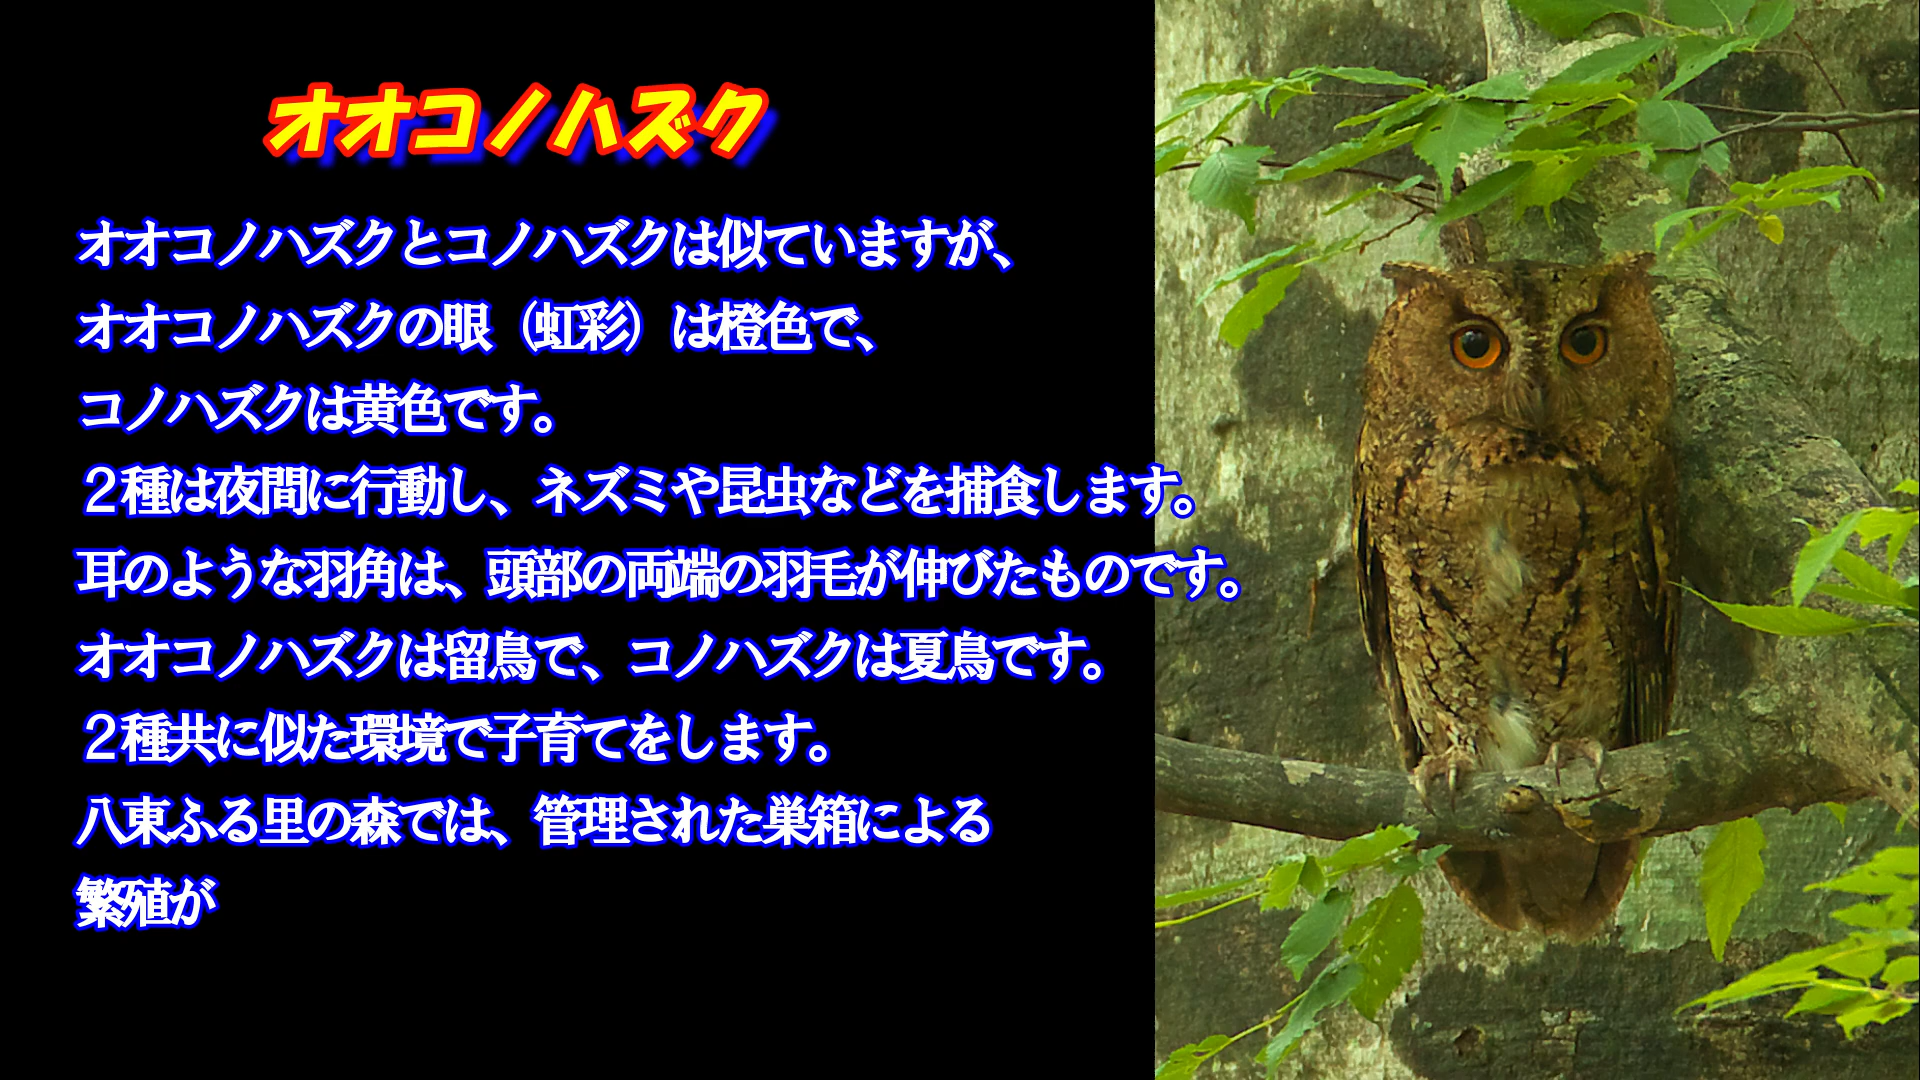 オオコノハズク
オオコノハズクとコノハズクは似ていますが、
オオコノハズクの眼（虹彩）は橙色で、
コノハズクは黄色です。
２種は夜間に行動し、ネズミや昆虫などを捕食します。
耳のような羽角は、頭部の両端の羽毛が伸びたものです。
オオコノハズクは留鳥で、コノハズクは夏鳥です。
２種共に似た環境で子育てをします。
八東ふる里の森では、管理された巣箱による
繁殖が